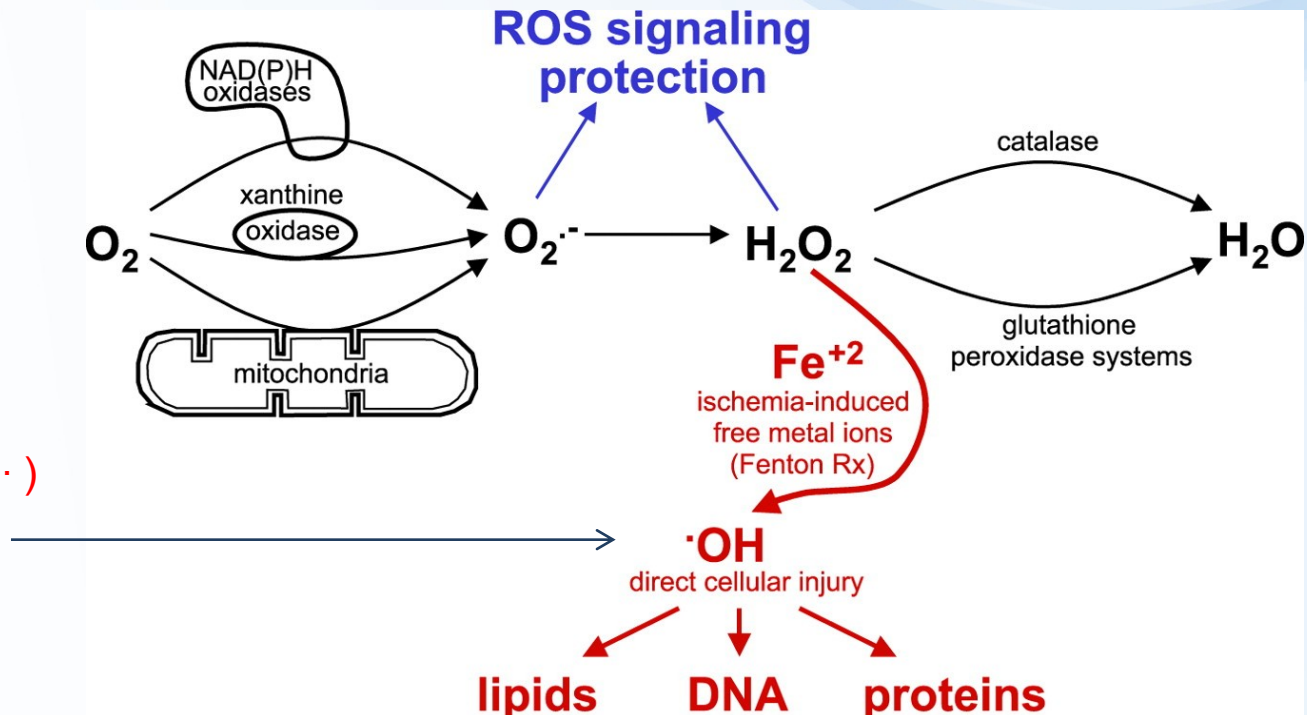 ROS signaling
protection
NAD(P)H
oxidases
catalase
xanthine
oxidase
O₂
O₂·-
H₂O₂
H₂O
glutathione
peroxidase systems
mitochondria
Fe⁺²
ischemia-induced
free metal ions
(Fenton Rx)
· )
·OH
direct cellular injury
lipids DNA proteins